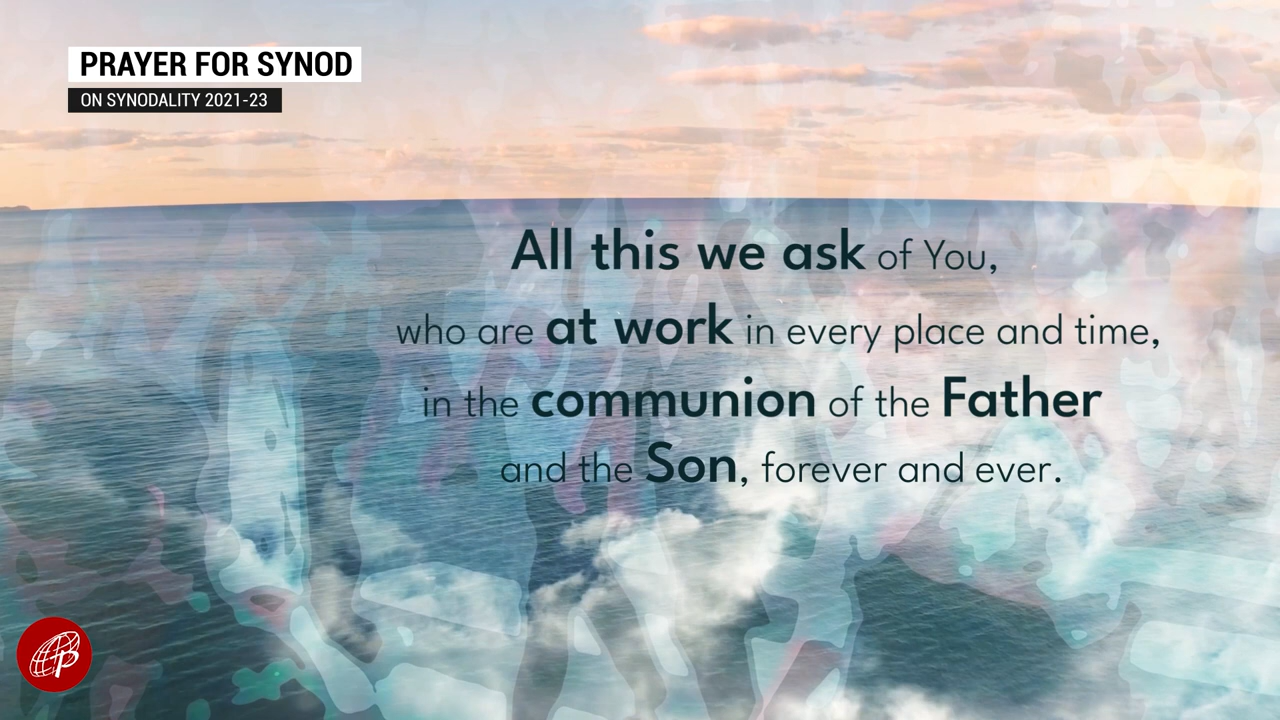 PRAYER FOR SYNOD
ON SYNODALITY 2021-23
All this we ask of You,
who are at work in every place and time,
in the communion of the Father
and the Son, forever and ever.
P